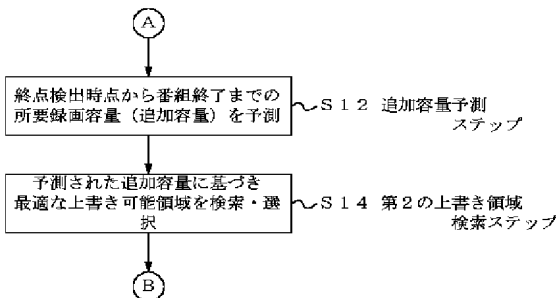 A
終点検出時点から番組終了までの
所要録画容量（追加容量）を予測
S12 追加容量予測
ステップ
予測された追加容量に基づき
最適な上書き可能領域を検索・選
択
S14 第2の上書き領域
検索ステップ
B